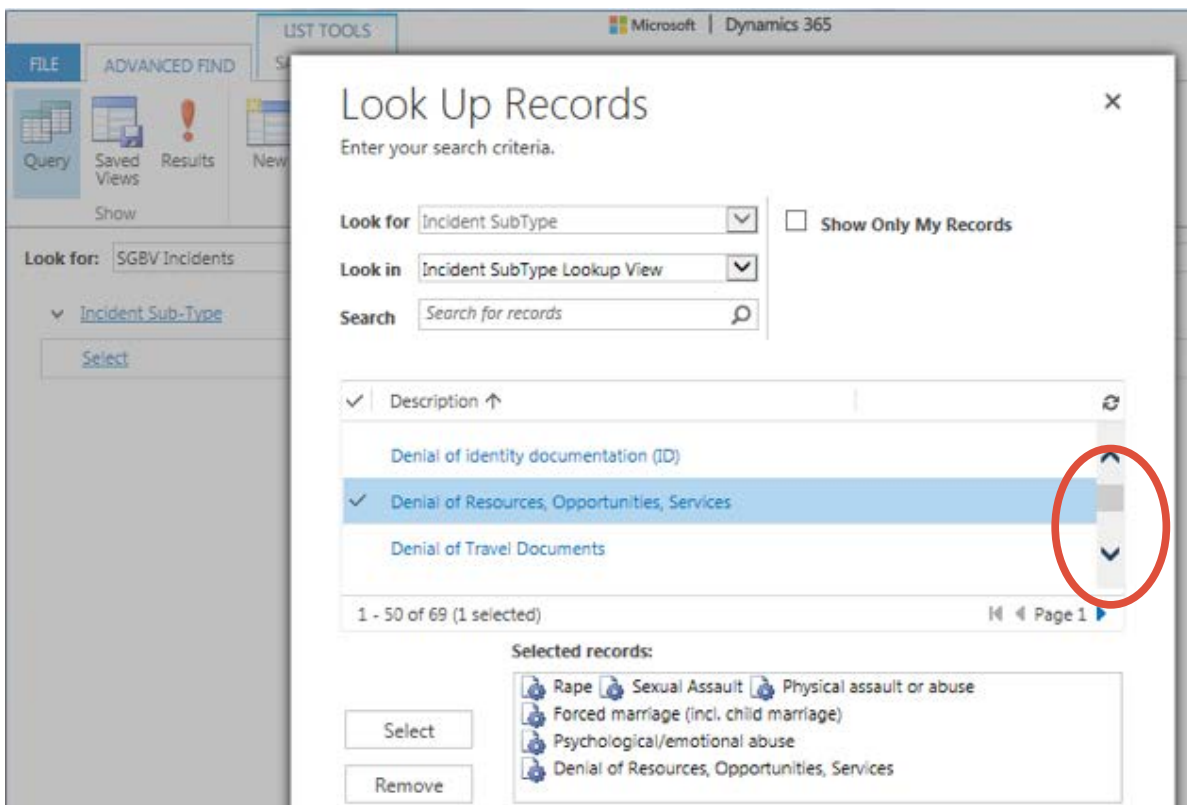 LIST TOOLS
Microsoft | Dynamics 365
FILE
ADVANCED FIND
Query
Saved Views
Results
New
Show
Look for: SGBV Incidents
Incident Sub-Type
Select
Look Up Records
Enter your search criteria.
Look for Incident SubType
Show Only My Records
Look in Incident SubType Lookup View
Search Search for records
Description
Denial of identity documentation (ID)
Denial of Resources, Opportunities, Services
Denial of Travel Documents
1 - 50 of 69 (1 selected)
Page 1
Selected records:
Rape Sexual Assault Physical assault or abuse
Forced marriage (incl. child marriage)
Psychological/emotional abuse
Denial of Resources, Opportunities, Services
Select
Remove